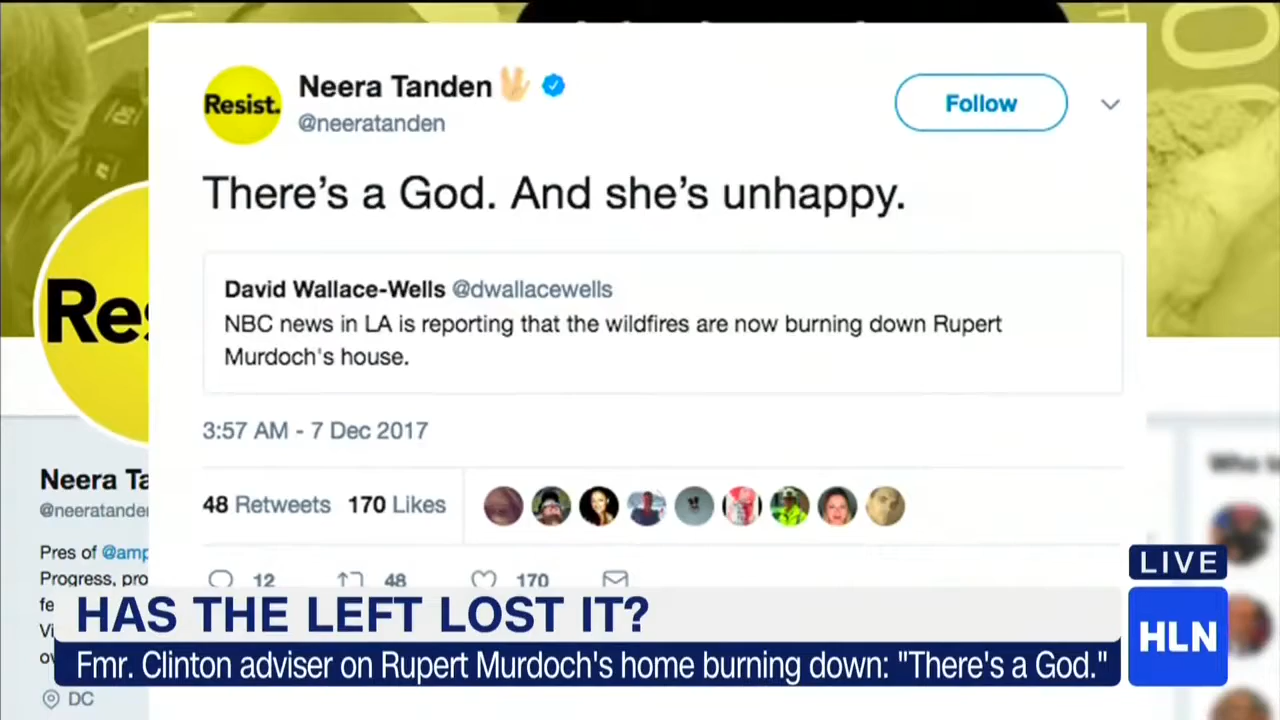 Resist.
Neera Tanden
@neeratanden
Follow
There's a God. And she's unhappy.
David Wallace-Wells @dwallacewells
NBC news in LA is reporting that the wildfires are now burning down Rupert
Murdoch's house.
3:57 AM - 7 Dec 2017
48 Retweets 170 Likes
12 48 170
Res
Neera Ta
@neeratanden
Pres of @amp
Progress, pro
fe
Vi
DC
LIVE
HAS THE LEFT LOST IT?
HLN
Fmr. Clinton adviser on Rupert Murdoch's home burning down: "There's a God."